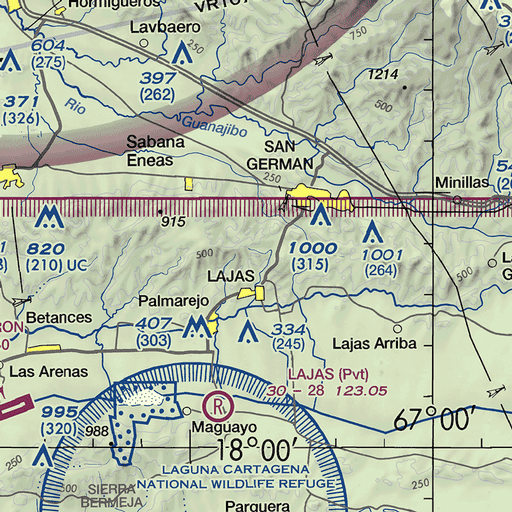 Hormigueros
VR107
Lavbaero
250
750
604
(275)
397
(262)
1214
500
371
(326)
Rio
Guanajibo
Sabana
Eneas
SAN
GERMAN
250
Minillas
915
820
(210) UC
500
1000
(315)
1001
(264)
LAJAS
Palmarejo
Betances
407
(303)
334
(245)
Lajas Arriba
Las Arenas
LAJAS (Pvt)
30 - 28 123.05
R
995
(320)
988
Maguayo
67°00'
18°00'
250
500
LAGUNA CARTAGENA
NATIONAL WILDLIFE REFUGE
SIERRA
BERMEJA
Parguera
250